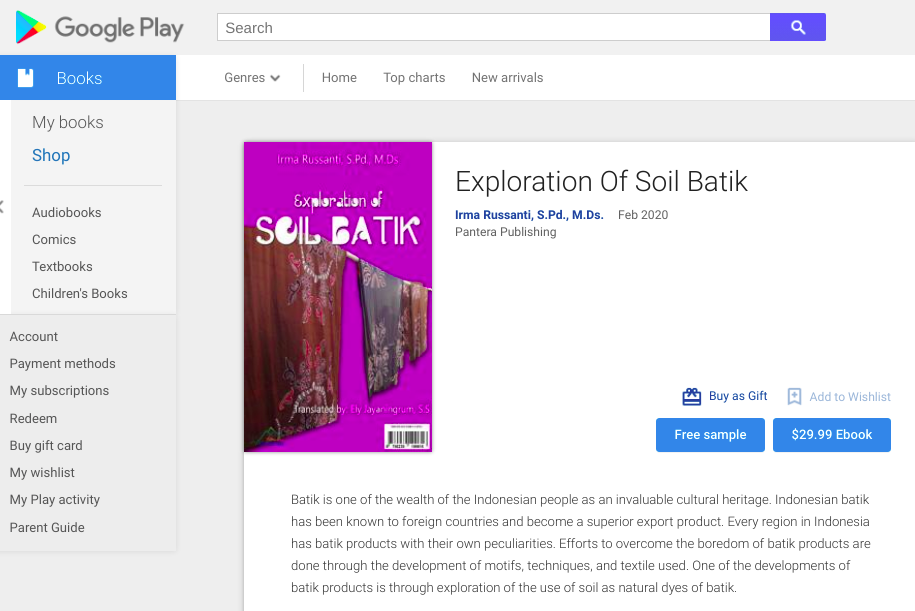 Google Play
Search
Books
Genres
Home
Top charts
New arrivals
My books
Shop
Audiobooks
Comics
Textbooks
Children's Books
Account
Payment methods
My subscriptions
Redeem
Buy gift card
My wishlist
My Play activity
Parent Guide
Irma Russanti, S.Pd., M.Ds
Exploration of
SOIL BATIK
Translated by: Ely Jayaningrum, S.S
Exploration Of Soil Batik
Irma Russanti, S.Pd., M.Ds. Feb 2020
Pantera Publishing
Buy as Gift
Add to Wishlist
Free sample
$29.99 Ebook
Batik is one of the wealth of the Indonesian people as an invaluable cultural heritage. Indonesian batik
has been known to foreign countries and become a superior export product. Every region in Indonesia
has batik products with their own peculiarities. Efforts to overcome the boredom of batik products are
done through the development of motifs, techniques, and textile used. One of the developments of
batik products is through exploration of the use of soil as natural dyes of batik.